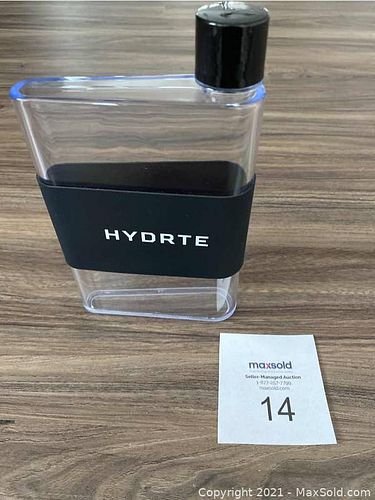 HYDRTE
maxsold
Seller-Managed Auction
maxsold.com
14
Copyright 2021 - MaxSold.com